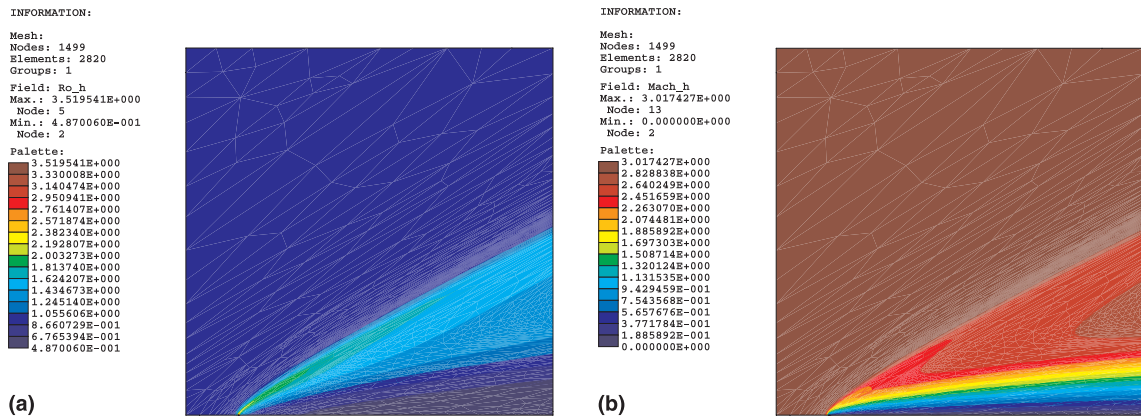 INFORMATION:
Mesh:
Nodes: 1499
Elements: 2820
Groups: 1
Field: Ro_h
Max.: 3.519541E+000
Node: 5
Min.: 4.870060E-001
Node: 2
Palette:
3.519541E+000
3.330008E+000
3.140474E+000
2.950941E+000
2.761407E+000
2.571874E+000
2.382340E+000
2.192807E+000
2.003273E+000
1.813740E+000
1.624207E+000
1.434673E+000
1.245140E+000
1.055606E+000
8.660729E-001
6.765394E-001
4.870060E-001
(a)
INFORMATION:
Mesh:
Nodes: 1499
Elements: 2820
Groups: 1
Field: Mach_h
Max.: 3.017427E+000
Node: 13
Min.: 0.000000E+000
Node: 2
Palette:
3.017427E+000
2.828838E+000
2.640249E+000
2.451659E+000
2.263070E+000
2.074481E+000
1.885892E+000
1.697303E+000
1.508714E+000
1.320124E+000
1.131535E+000
9.429459E-001
7.543568E-001
5.657676E-001
3.771784E-001
1.885892E-001
0.000000E+000
(b)